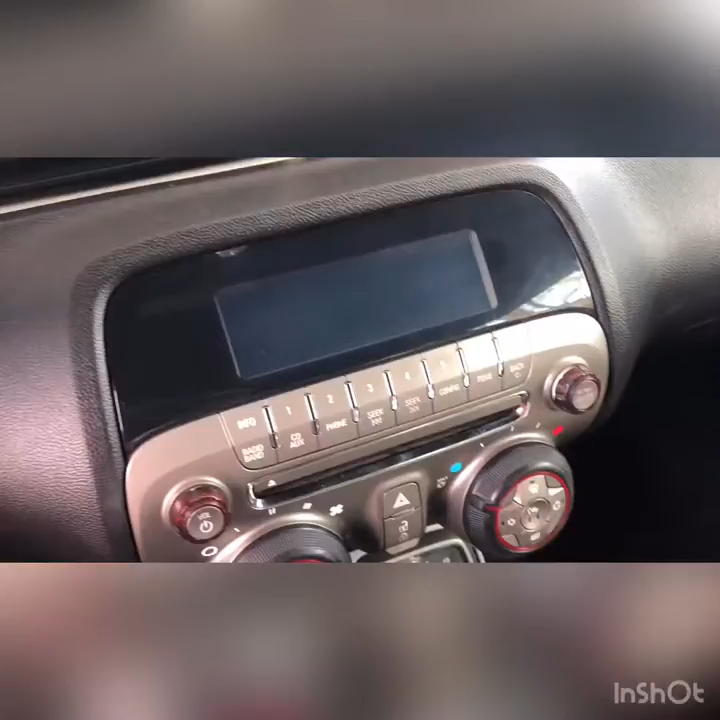 INFO 1 2 3 4 5 6
RADIO BAND
CD AUX
PHONE
SEEK
SEEK
CONFIG
TONE
BACK
VOL
InShOt